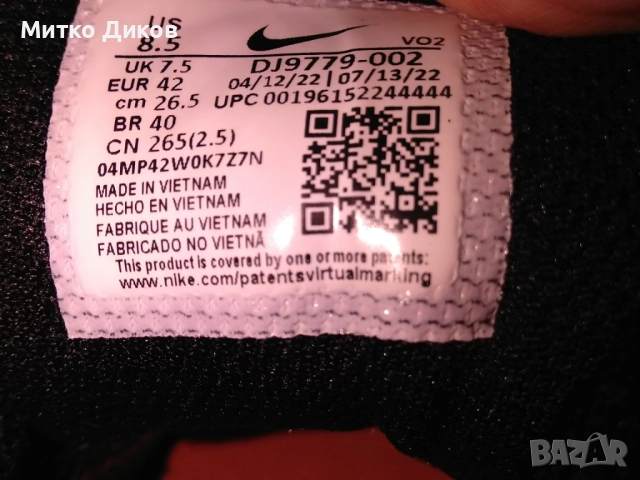 Митко Диков
US
8.5
VO2
UK 7.5 DJ9779-002
EUR 42 04/12/22 | 07/13/22
cm 26.5 UPC 00196152244444
BR 40
CN 265(2.5)
04MP42W0K7Z7N
MADE IN VIETNAM
HECHO EN VIETNAM
FABRIQUE AU VIETNAM
FABRICADO NO VIETNÃ
This product is covered by one or more patents:
www.nike.com/patentsvirtualmarking
BAZAR